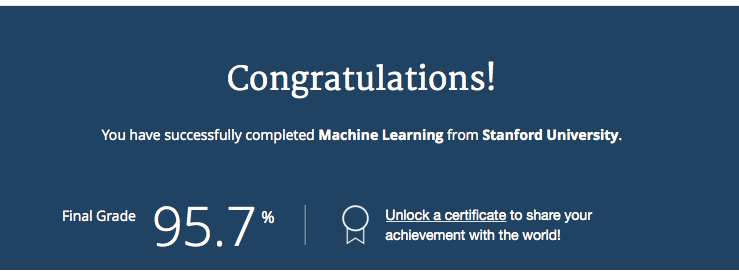 Congratulations!
You have successfully completed Machine Learning from Stanford University.
Final Grade 95.7 %
Unlock a certificate to share your
achievement with the world!